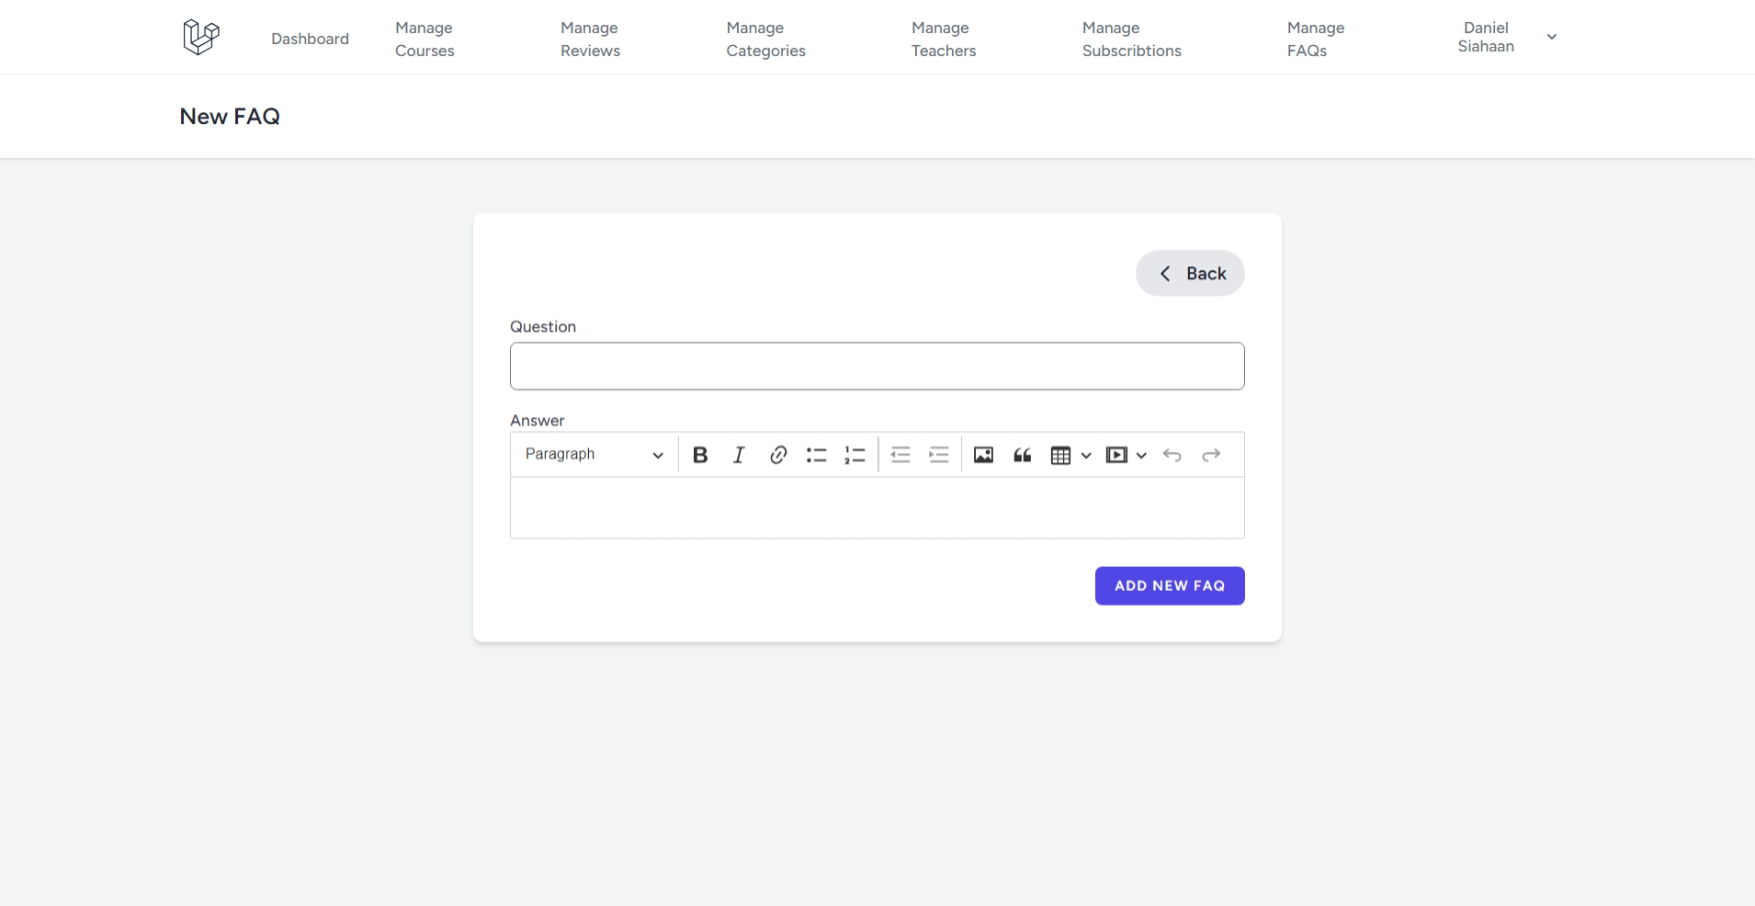 Dashboard
Manage
Courses
Manage
Reviews
Manage
Categories
Manage
Teachers
Manage
Subscribtions
Manage
FAQs
Daniel
Siahaan
New FAQ
Back
Question
Answer
Paragraph
ADD NEW FAQ